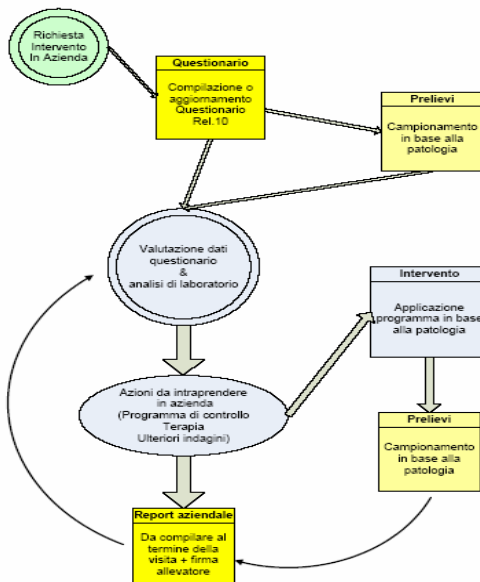 Richiesta
Intervento
In Azienda
Questionario
Compilazione o
aggiornamento
Questionario
Rel.10
Prelievi
Campionamento
in base alla
patologia
Valutazione dati
questionario
&
analisi di laboratorio
Intervento
Applicazione
programma in base
alla patologia
Azioni da intraprendere
in azienda
(Programma di controllo
Terapia
Ulteriori indagini)
Prelievi
Campionamento
in base alla
patologia
Report aziendale
Da compilare al
termine della
visita + firma
allevatore